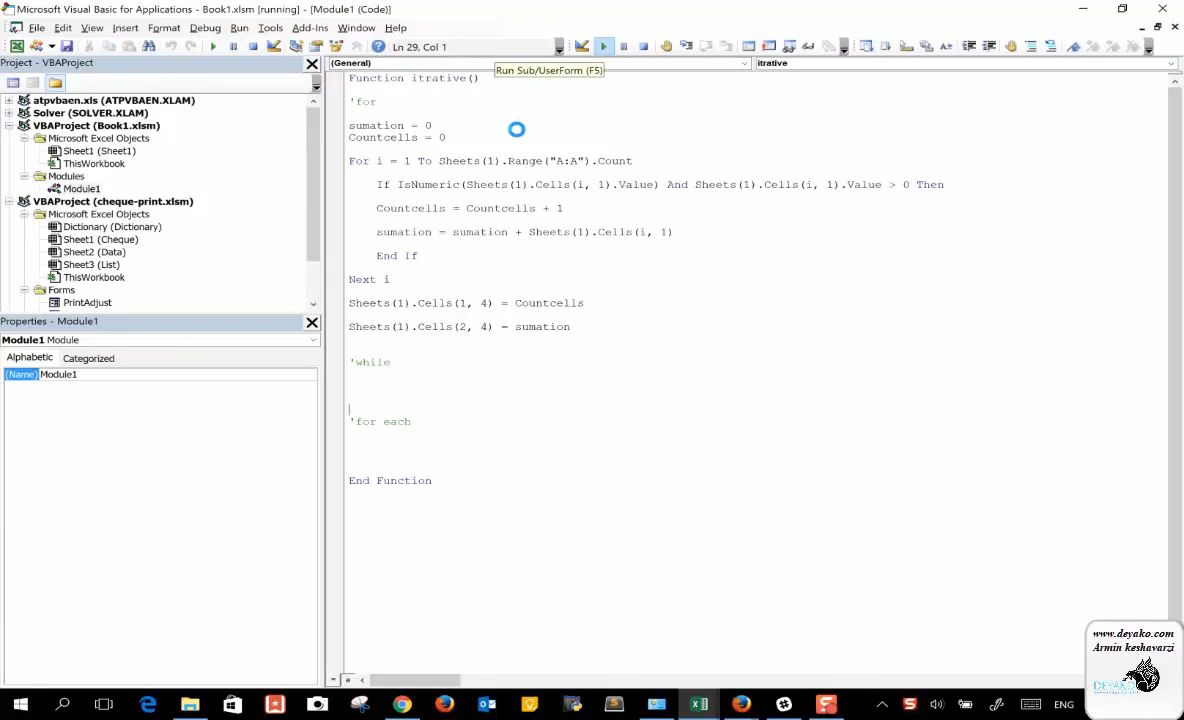 Microsoft Visual Basic for Applications - Book1.xlsm [running] - [Module1 (Code)]
File Edit View Insert Format Debug Run Tools Add-Ins Window Help
Ln 29, Col 1
Project - VBAProject
(General)
itrative
Run Sub/UserForm (F5)
atpvbaen.xls (ATPVBAEN.XLAM)
Solver (SOLVER.XLAM)
VBAProject (Book1.xlsm)
Microsoft Excel Objects
Sheet1 (Sheet1)
ThisWorkbook
Modules
Module1
VBAProject (cheque-print.xlsm)
Microsoft Excel Objects
Dictionary (Dictionary)
Sheet1 (Cheque)
Sheet2 (Data)
Sheet3 (List)
ThisWorkbook
Forms
PrintAdjust
Properties - Module1
Module1 Module
Alphabetic Categorized
(Name) Module1
Function itrative()
'for
sumation = 0
Countcells = 0
For i = 1 To Sheets(1).Range("A:A").Count
If IsNumeric(Sheets(1).Cells(i, 1).Value) And Sheets(1).Cells(i, 1).Value > 0 Then
Countcells = Countcells + 1
sumation = sumation + Sheets(1).Cells(i, 1)
End If
Next i
Sheets(1).Cells(1, 4) = Countcells
Sheets(1).Cells(2, 4) = sumation
'while
'for each
End Function
www.deyako.com
Armin keshavarzi
DEYAKO
ENG